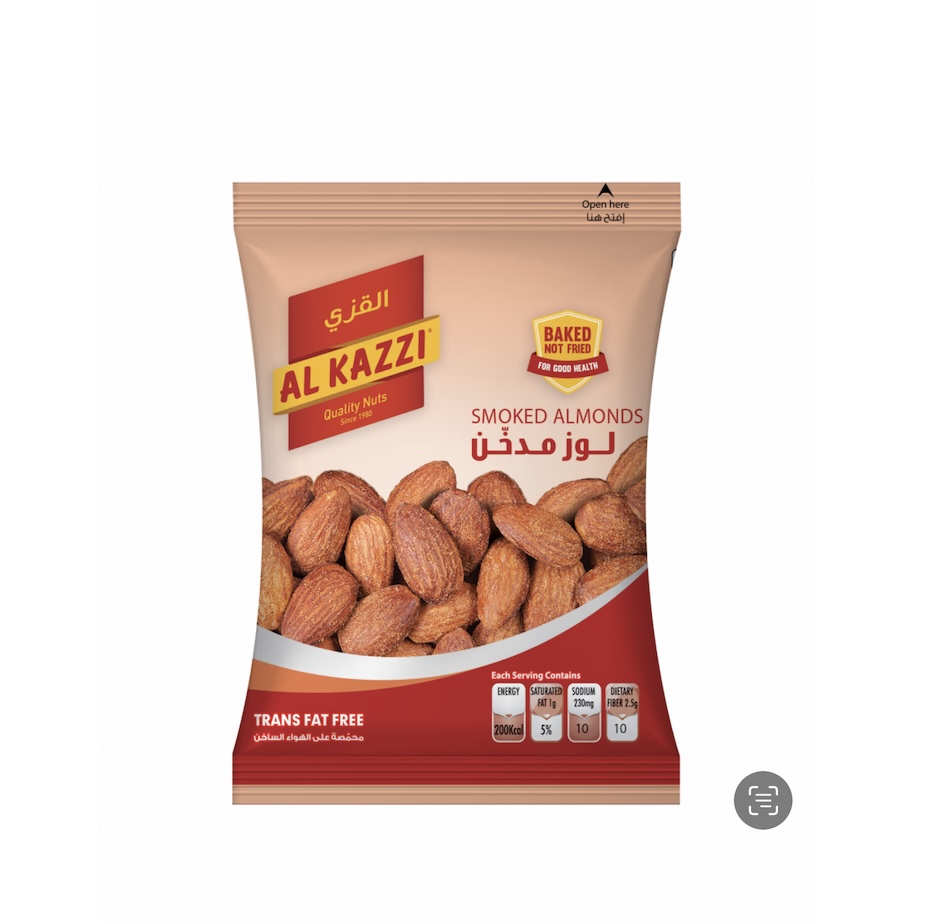 Open here
إفتح هنا
القزي
AL KAZZI®
Quality Nuts
Since 1980
BAKED
NOT FRIED
FOR GOOD HEALTH
SMOKED ALMONDS
لوز مدخّن
Each Serving Contains
ENERGY
200Kcal
SATURATED
FAT 1g
5%
SODIUM
230mg
10
DIETARY
FIBER 2.5g
10
TRANS FAT FREE
محمّصة على الهواء الساخن